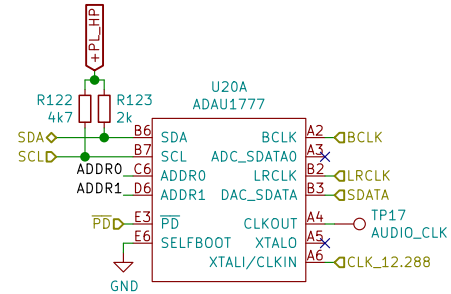 +PL_HP
U20A
ADAU1777
R122
4k7
R123
2k
SDA B6 SDA BCLK A2 BCLK
SCL B7 SCL ADC_SDATA0 A3
ADDR0 C6 ADDR0 LRCLK B2 LRCLK
ADDR1 D6 ADDR1 DAC_SDATA B3 SDATA
PD E3 PD CLKOUT A4 TP17
E6 SELFBOOT XTALO A5 AUDIO_CLK
XTALI/CLKIN A6 CLK_12.288
GND